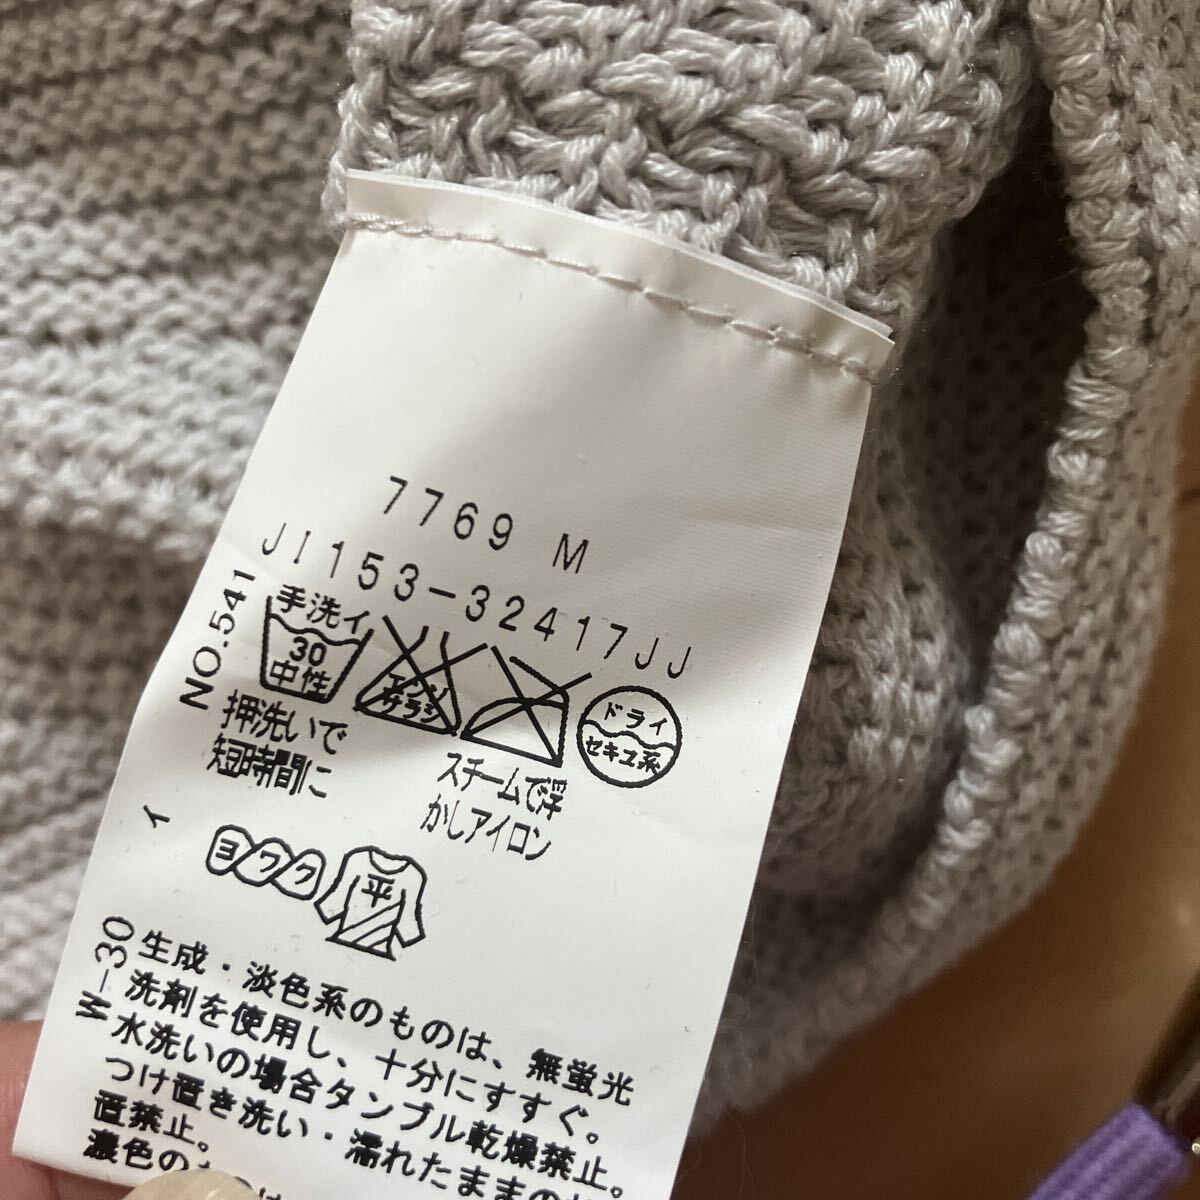 7769 M
JI153-32417JJ
NO.541
手洗イ
30
中性
エンソ
サラシ
ドライ
セキユ系
押洗いで
短時間に
スチームで浮
かしアイロン
イ
ヨワク
平
W-30
生成・淡色系のものは、無蛍光
洗剤を使用し、十分にすすぐ。
水洗いの場合タンブル乾燥禁止。
つけ置き洗い・濡れたままの
置禁止。
濃色の